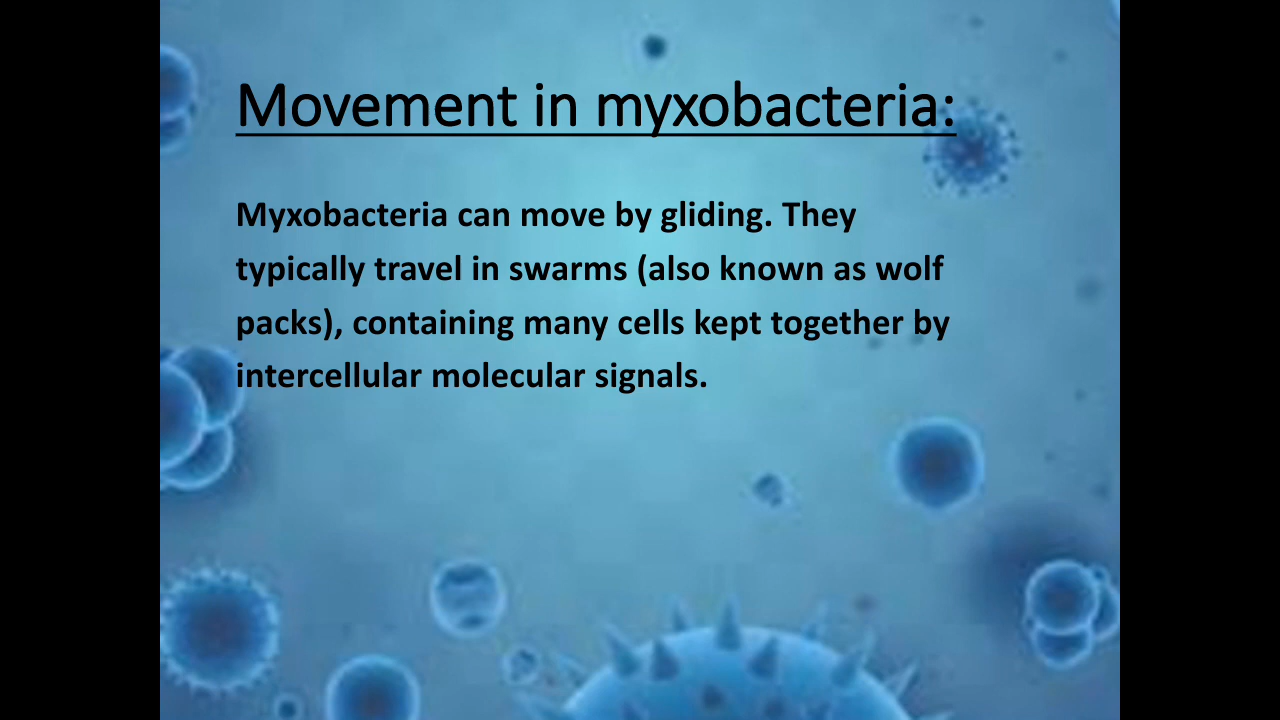 Movement in myxobacteria:
Myxobacteria can move by gliding. They
typically travel in swarms (also known as wolf
packs), containing many cells kept together by
intercellular molecular signals.